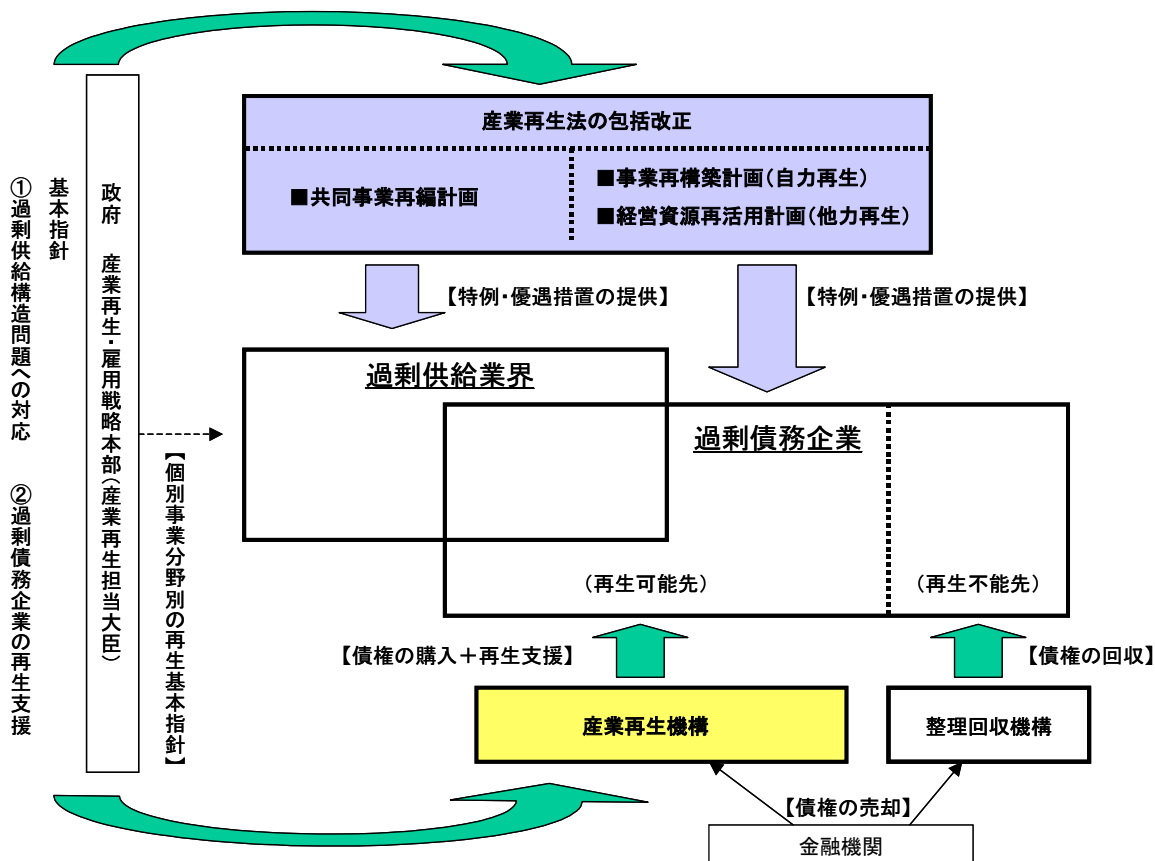 産業再生法の包括改正
■共同事業再編計画
■事業再構築計画(自力再生)
■経営資源再活用計画(他力再生)
基本指針
①過剰供給構造問題への対応 ②過剰債務企業の再生支援
政府 産業再生・雇用戦略本部(産業再生担当大臣)
【個別事業分野別の再生基本指針】
【特例・優遇措置の提供】
【特例・優遇措置の提供】
過剰供給業界
過剰債務企業
(再生可能先)
(再生不能先)
【債権の購入+再生支援】
【債権の回収】
産業再生機構
整理回収機構
【債権の売却】
金融機関